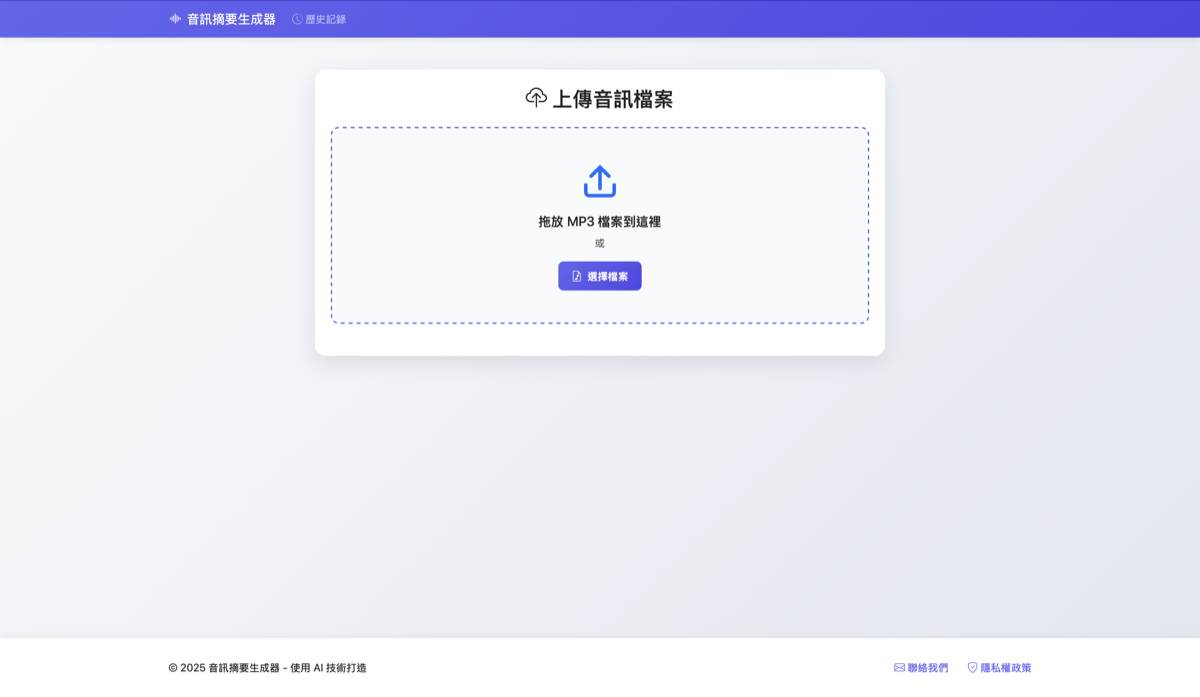 音訊摘要生成器 歷史記錄
上傳音訊檔案
拖放 MP3 檔案到這裡
或
選擇檔案
© 2025 音訊摘要生成器 - 使用 AI 技術打造 聯絡我們 隱私權政策